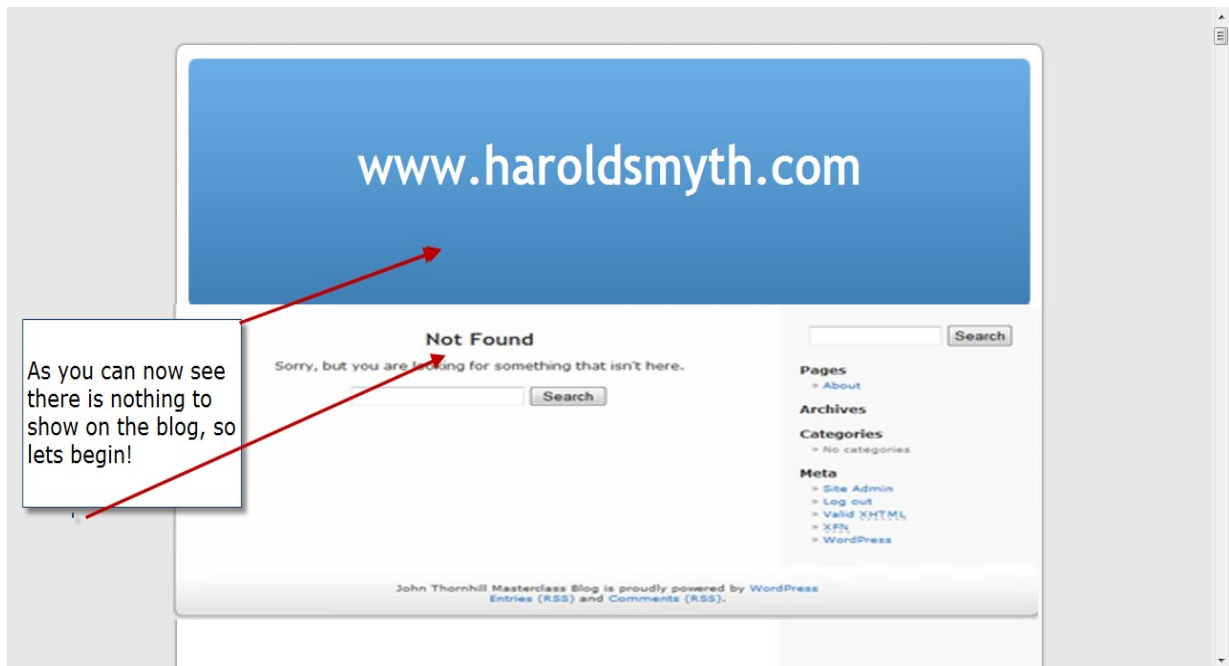 www.haroldsmyth.com
As you can now see
there is nothing to
show on the blog, so
lets begin!
Not Found
Sorry, but you are looking for something that isn't here.
Search
Search
Pages
» About
Archives
Categories
» No categories
Meta
» Site Admin
» Log out
» Valid XHTML
» XFN
» WordPress
John Thornhill Masterclass Blog is proudly powered by WordPress
Entries (RSS) and Comments (RSS).